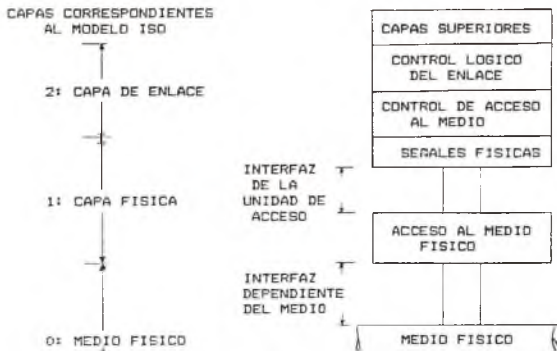 CAPAS CORRESPONDIENTES
AL MODELO ISO
2: CAPA DE ENLACE
1: CAPA FISICA
0: MEDIO FISICO
CAPAS SUPERIORES
CONTROL LOGICO
DEL ENLACE
CONTROL DE ACCESO
AL MEDIO
SEÑALES FISICAS
INTERFAZ
DE LA
UNIDAD DE
ACCESO
ACCESO AL MEDIO
FISICO
INTERFAZ
DEPENDIENTE
DEL MEDIO
MEDIO FISICO